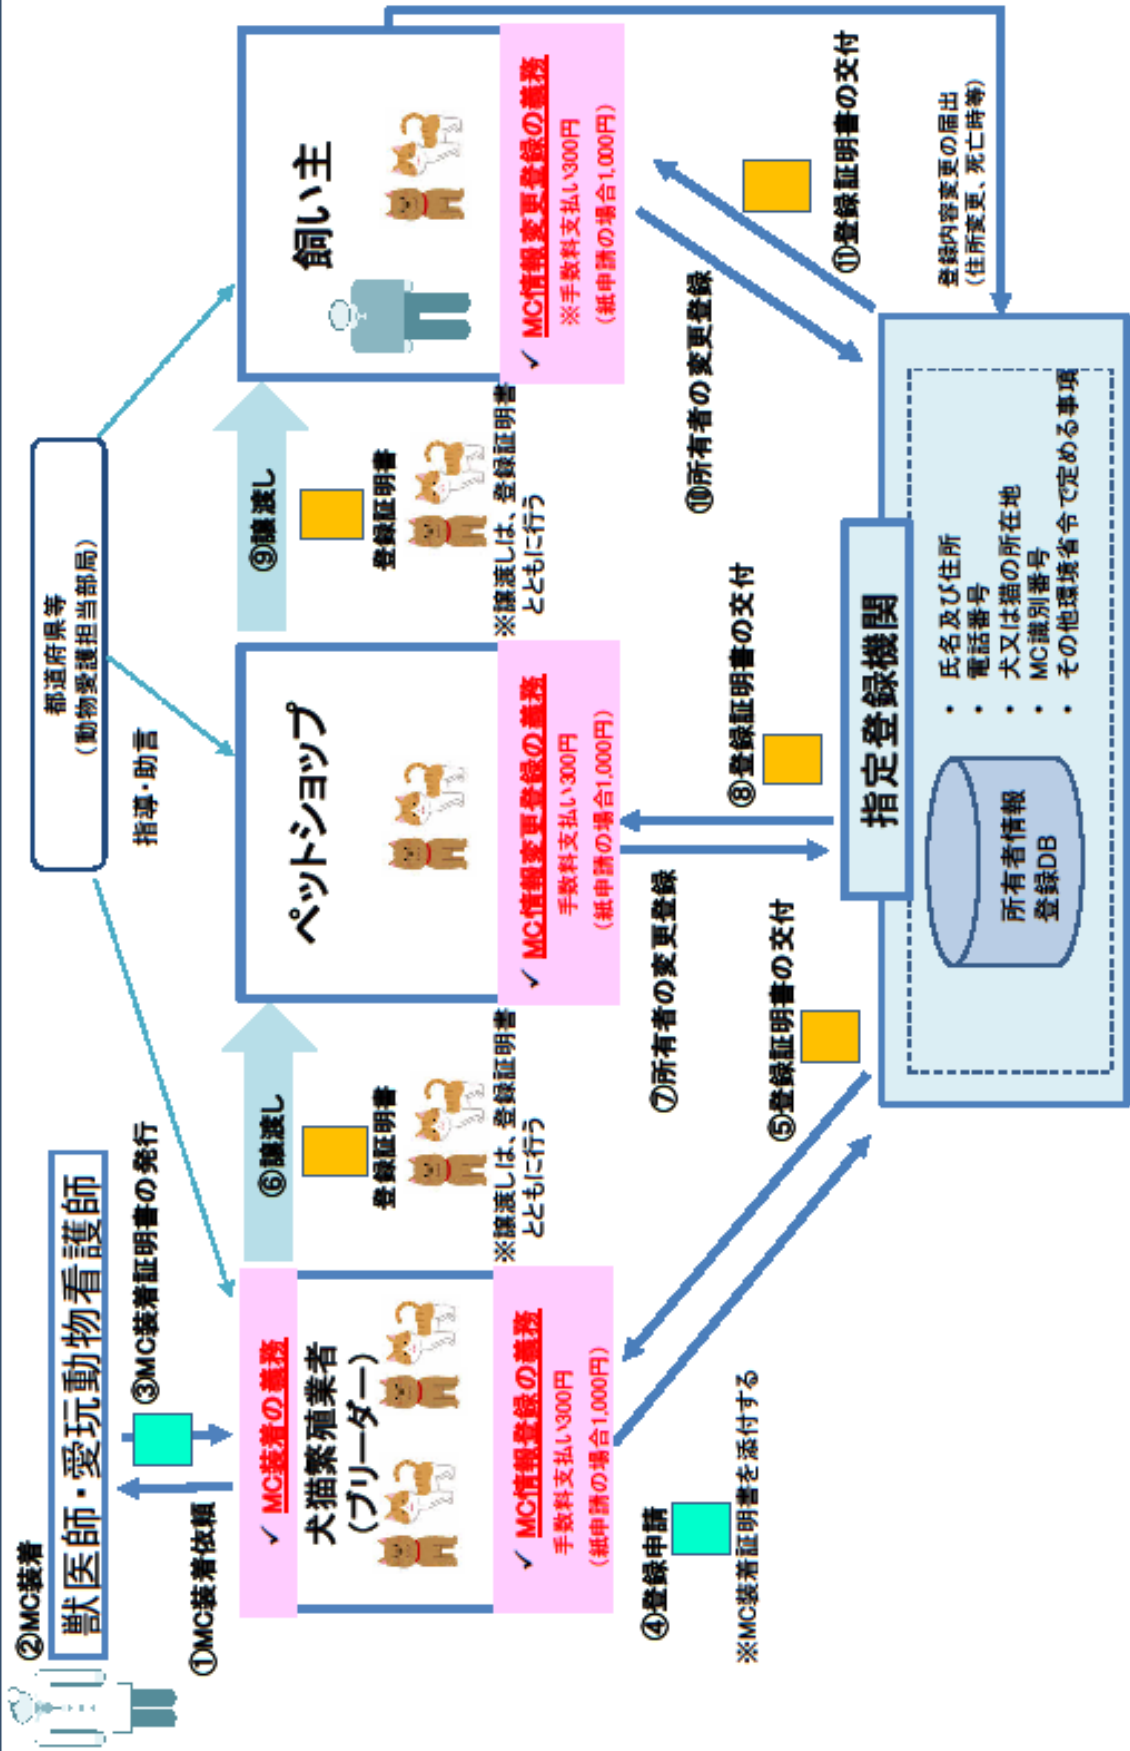 ②MC装着
獣医師・愛玩動物看護師
①MC装着依頼
③MC装着証明書の発行
都道府県等
（動物愛護担当部局）
指導・助言
✓ MC装着の義務
犬猫繁殖業者
（ブリーダー）
✓ MC情報登録の義務
手数料支払い300円
（紙申請の場合1,000円）
⑥譲渡し
登録証明書
※譲渡しは、登録証明書
とともに行う
ペットショップ
✓ MC情報変更登録の義務
手数料支払い300円
（紙申請の場合1,000円）
⑨譲渡し
登録証明書
※譲渡しは、登録証明書
とともに行う
飼い主
✓ MC情報変更登録の義務
※手数料支払い300円
（紙申請の場合1,000円）
④登録申請
※MC装着証明書を添付する
⑤登録証明書の交付
⑦所有者の変更登録
⑧登録証明書の交付
⑩所有者の変更登録
⑪登録証明書の交付
登録内容変更の届出
（住所変更、死亡時等）
指定登録機関
所有者情報
登録DB
• 氏名及び住所
• 電話番号
• 犬又は猫の所在地
• MC識別番号
• その他環境省令で定める事項